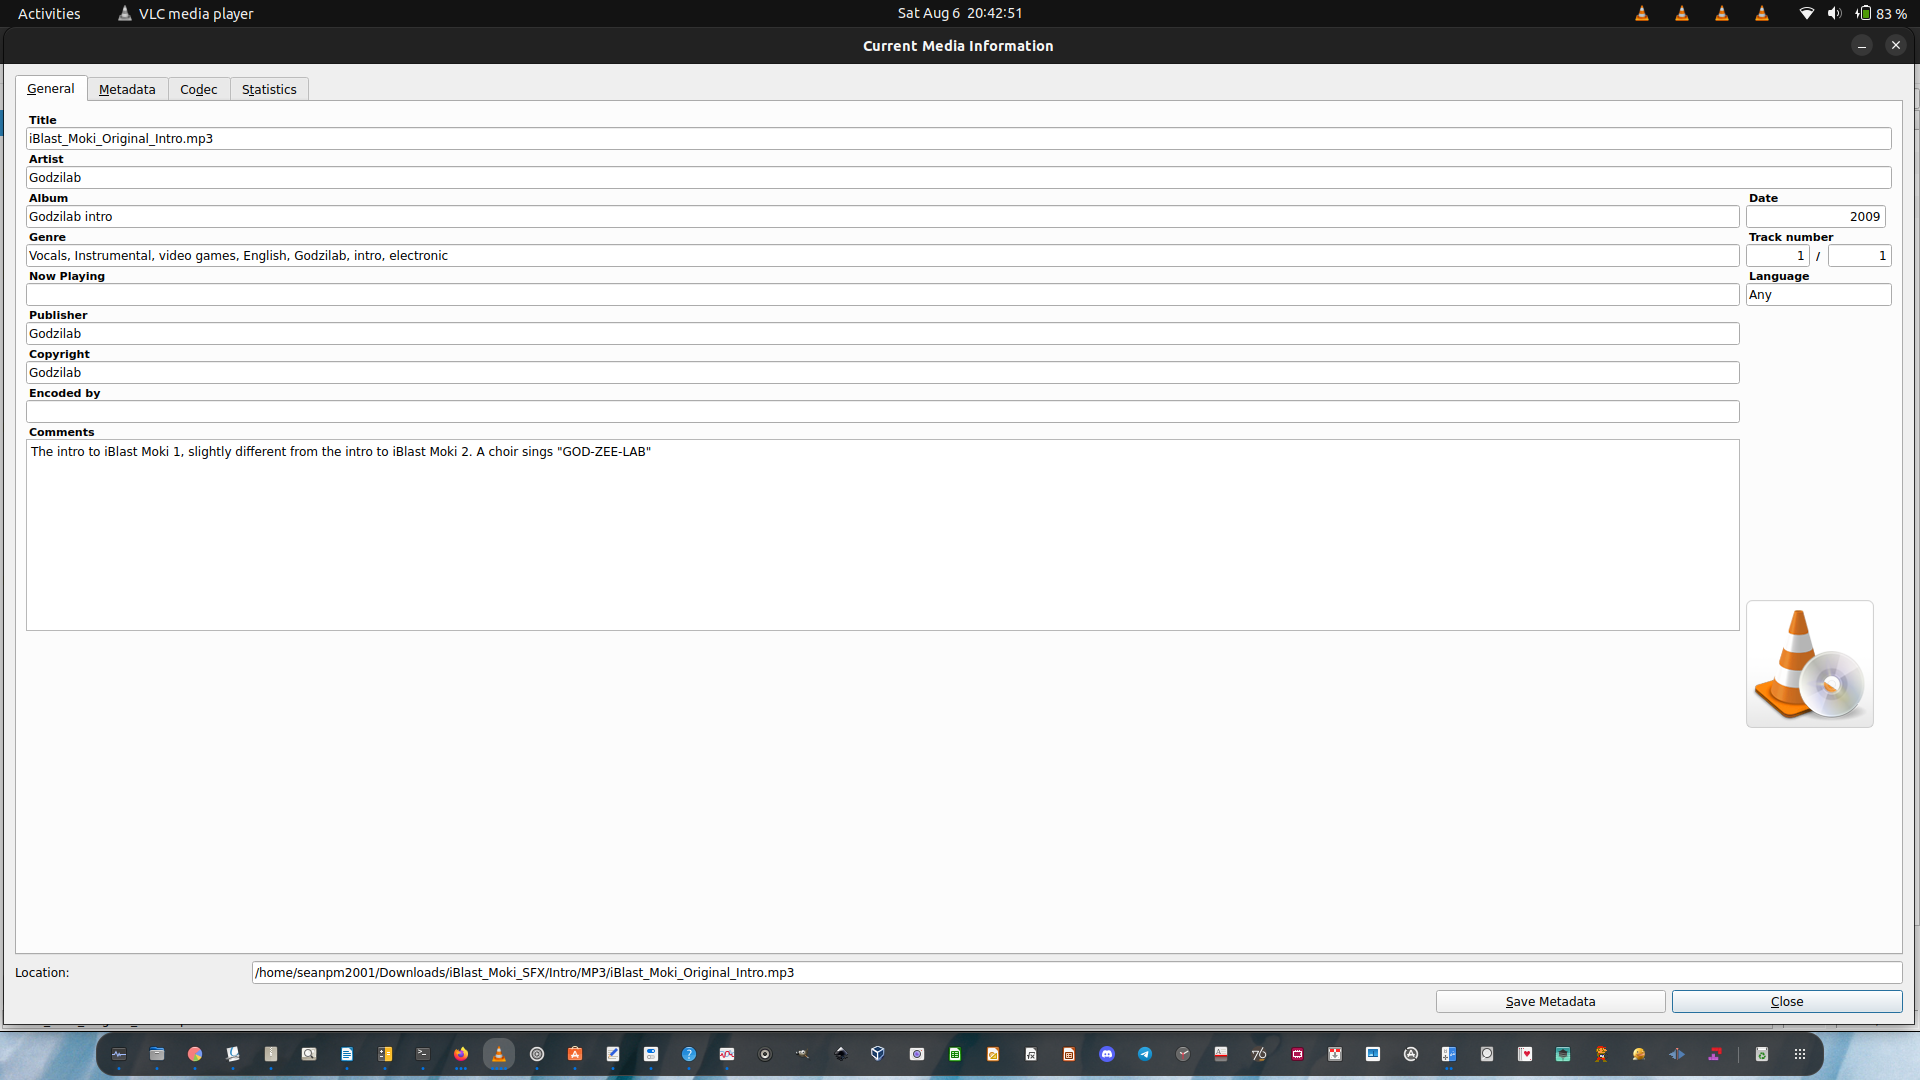 Activities VLC media player Sat Aug 6 20:42:51 83 %
Current Media Information
General Metadata Codec Statistics
Title
iBlast_Moki_Original_Intro.mp3
Artist
Godzilab
Album Date
Godzilab intro 2009
Genre Track number
Vocals, Instrumental, video games, English, Godzilab, intro, electronic 1 / 1
Now Playing Language
Any
Publisher
Godzilab
Copyright
Godzilab
Encoded by
Comments
The intro to iBlast Moki 1, slightly different from the intro to iBlast Moki 2. A choir sings "GOD-ZEE-LAB"
Location: /home/seanpm2001/Downloads/iBlast_Moki_SFX/Intro/MP3/iBlast_Moki_Original_Intro.mp3
Save Metadata Close
76